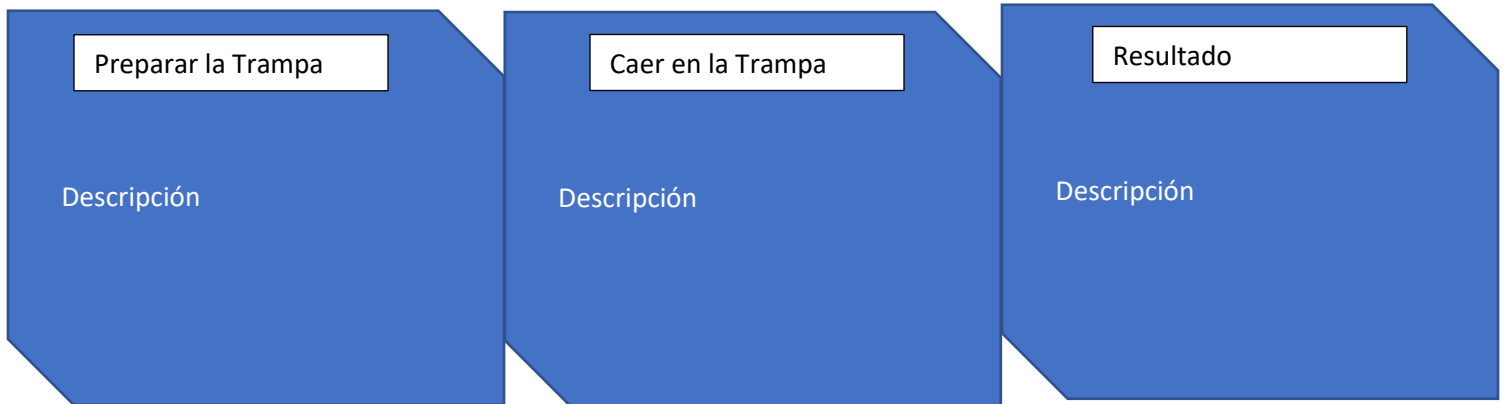 Preparar la Trampa
Descripción
Caer en la Trampa
Descripción
Resultado
Descripción